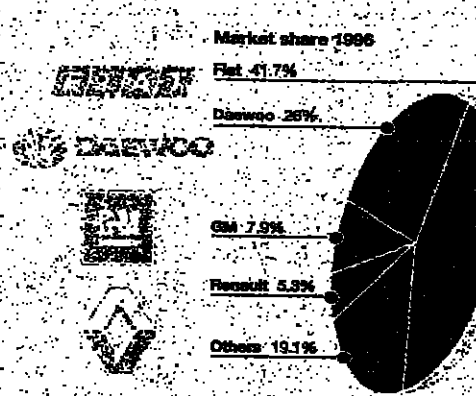 Market share 1996
Fiat 41.7%
Daewoo 26%
DAEWOO
GM 7.9%
Renault 5.3%
Others 19.1%